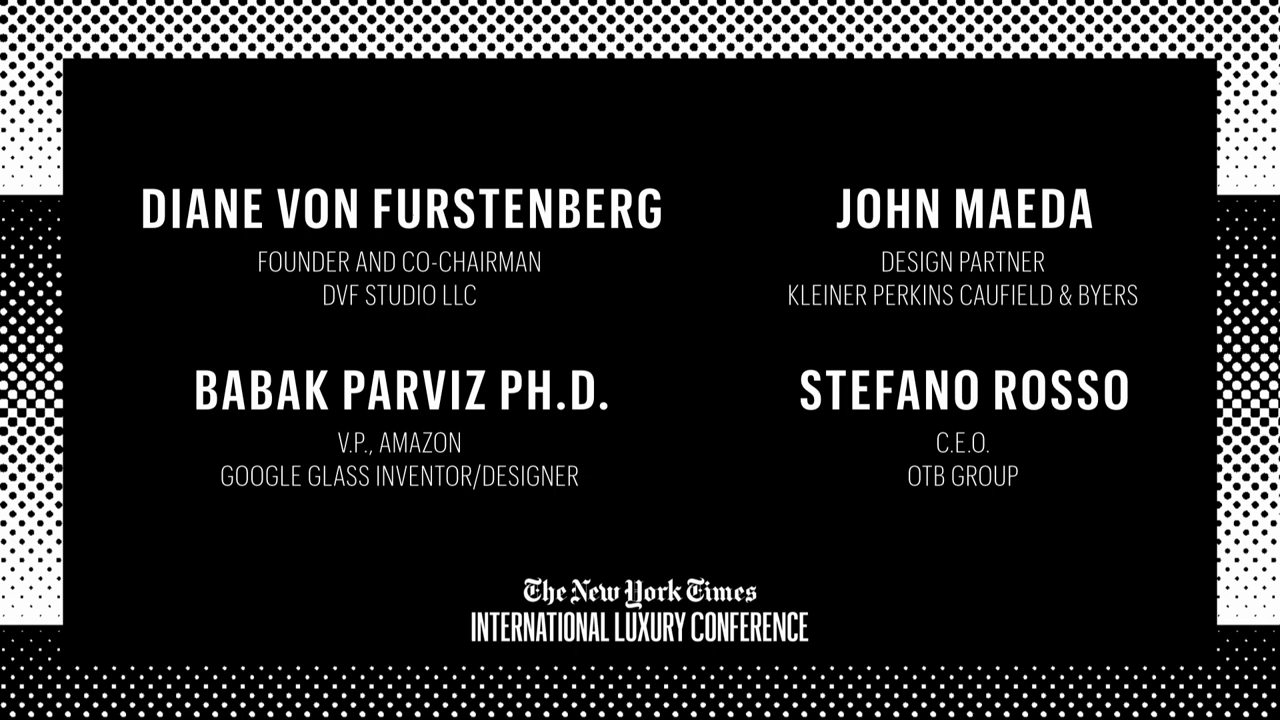 DIANE VON FURSTENBERG
FOUNDER AND CO-CHAIRMAN
DVF STUDIO LLC
JOHN MAEDA
DESIGN PARTNER
KLEINER PERKINS CAUFIELD & BYERS
BABAK PARVIZ PH.D.
V.P., AMAZON
GOOGLE GLASS INVENTOR/DESIGNER
STEFANO ROSSO
C.E.O.
OTB GROUP
The New York Times
INTERNATIONAL LUXURY CONFERENCE